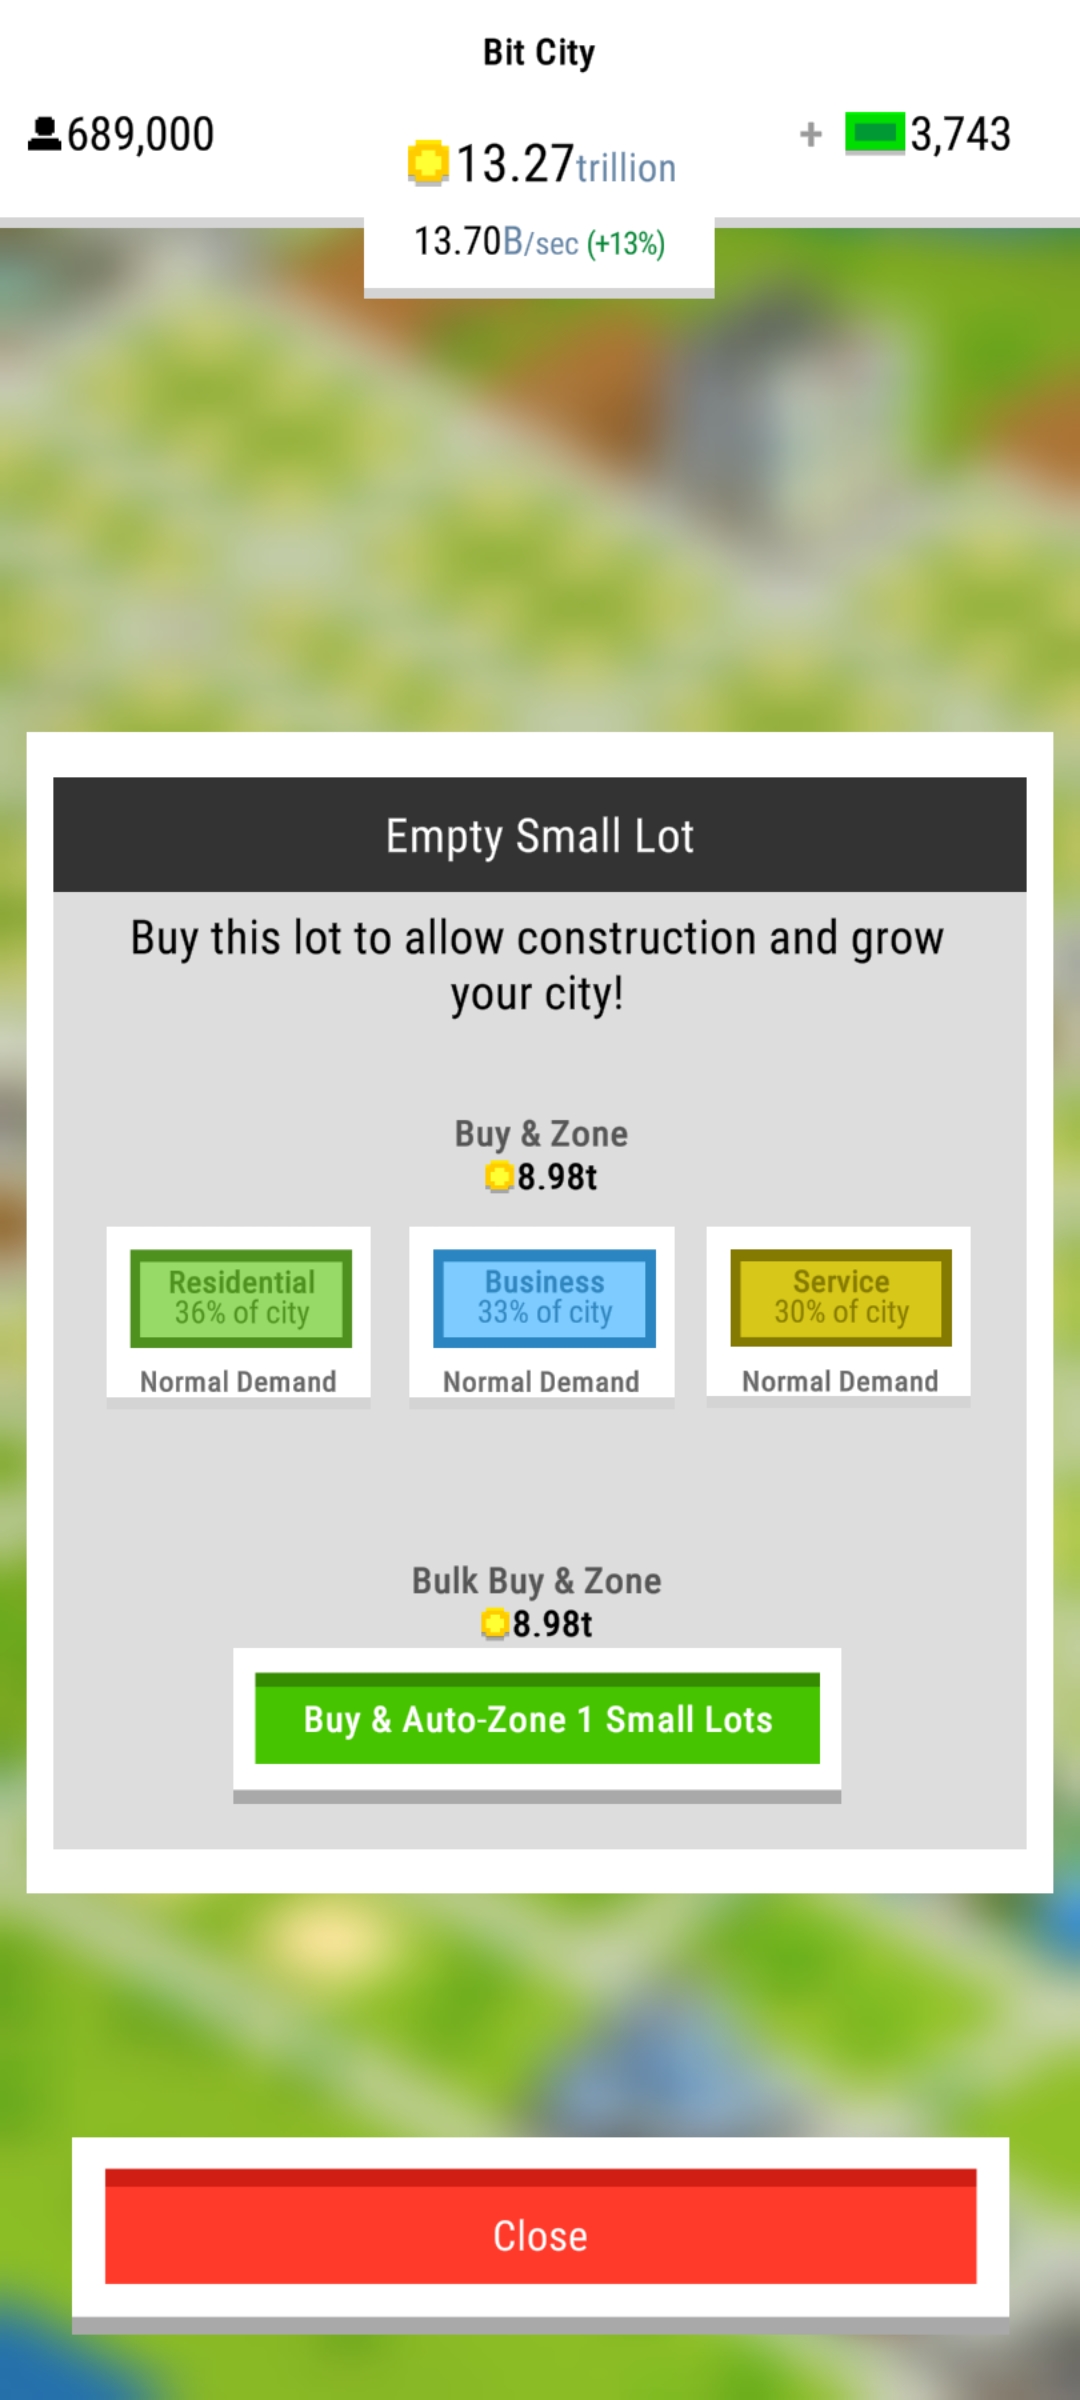 Bit City
689,000
13.27trillion
+ 3,743
13.70B/sec (+13%)
Empty Small Lot
Buy this lot to allow construction and grow
your city!
Buy & Zone
8.98t
Residential
36% of city
Normal Demand
Business
33% of city
Normal Demand
Service
30% of city
Normal Demand
Bulk Buy & Zone
8.98t
Buy & Auto-Zone 1 Small Lots
Close